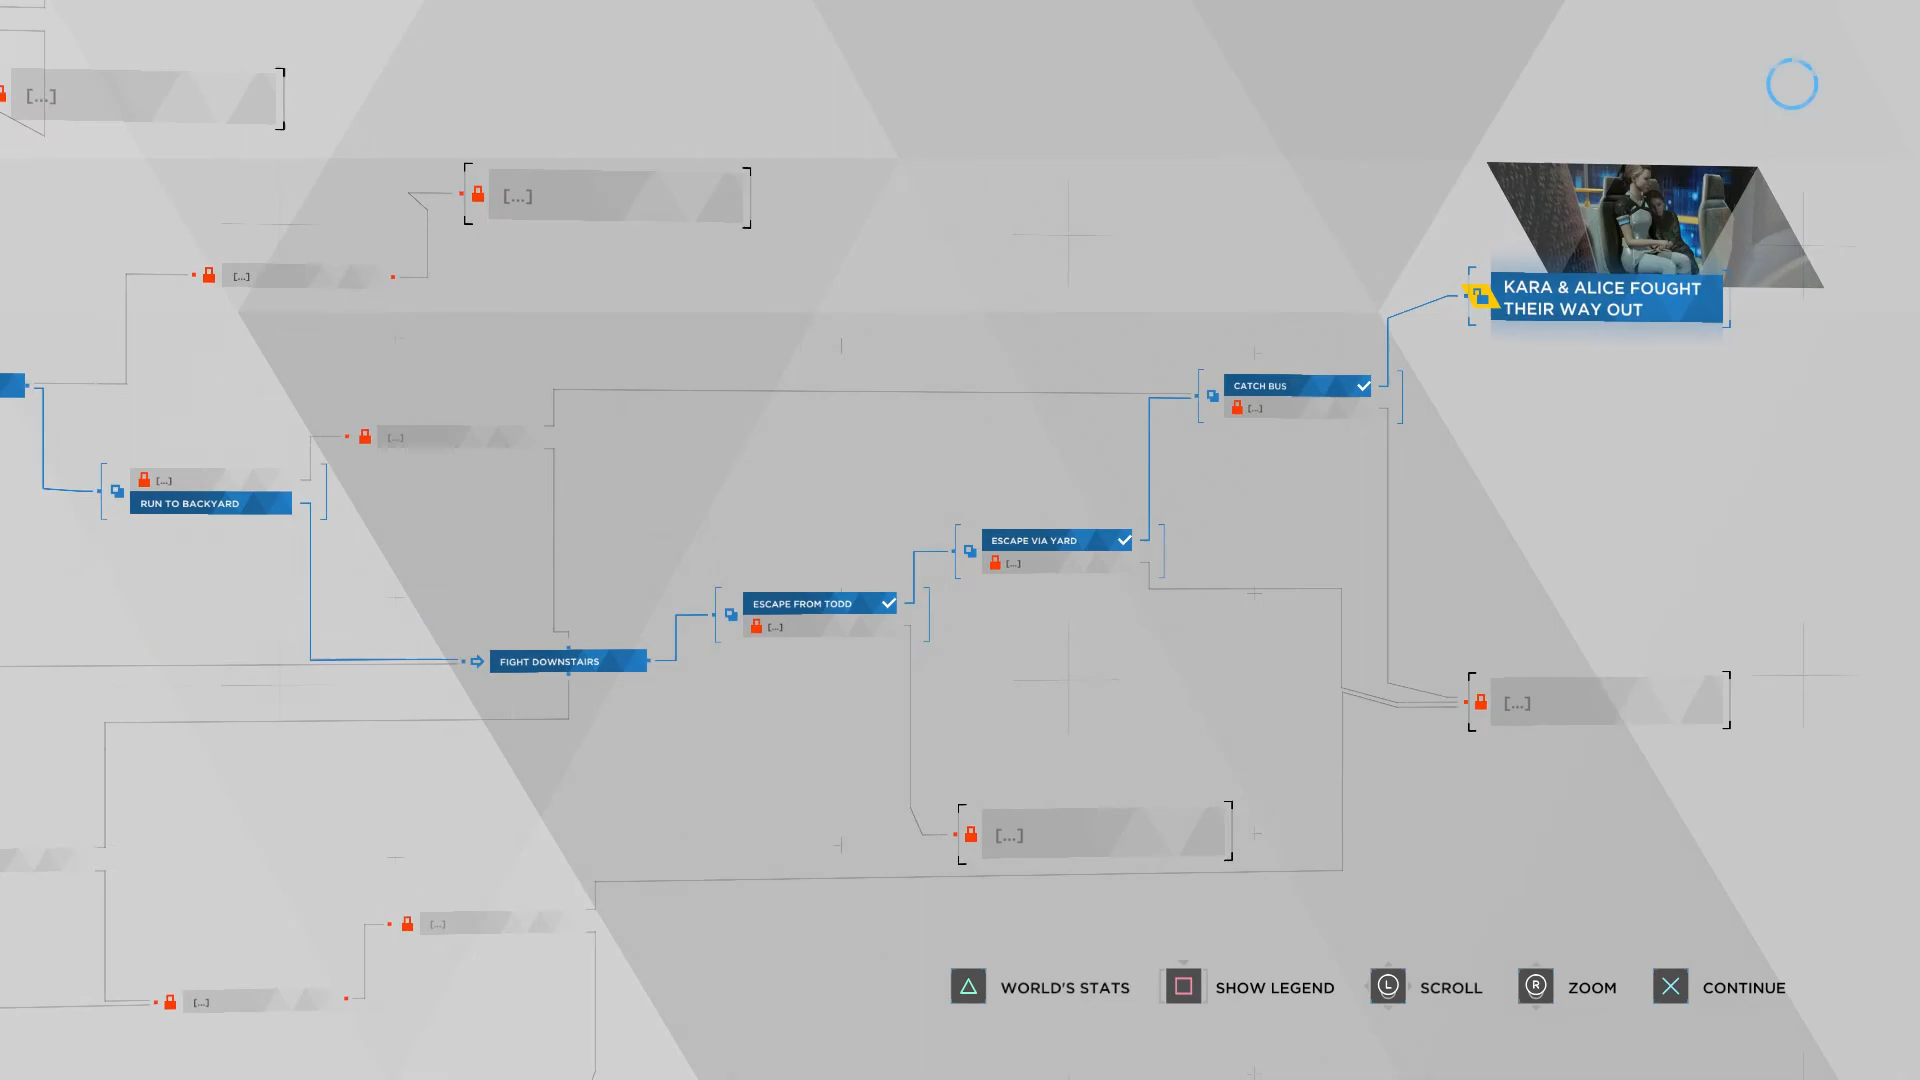 [...]
[...]
[...]
KARA & ALICE FOUGHT
THEIR WAY OUT
CATCH BUS
[...]
[...]
[...]
RUN TO BACKYARD
ESCAPE VIA YARD
[...]
ESCAPE FROM TODD
[...]
FIGHT DOWNSTAIRS
[...]
[...]
[...]
[...]
WORLD'S STATS
SHOW LEGEND
L
SCROLL
R
ZOOM
CONTINUE